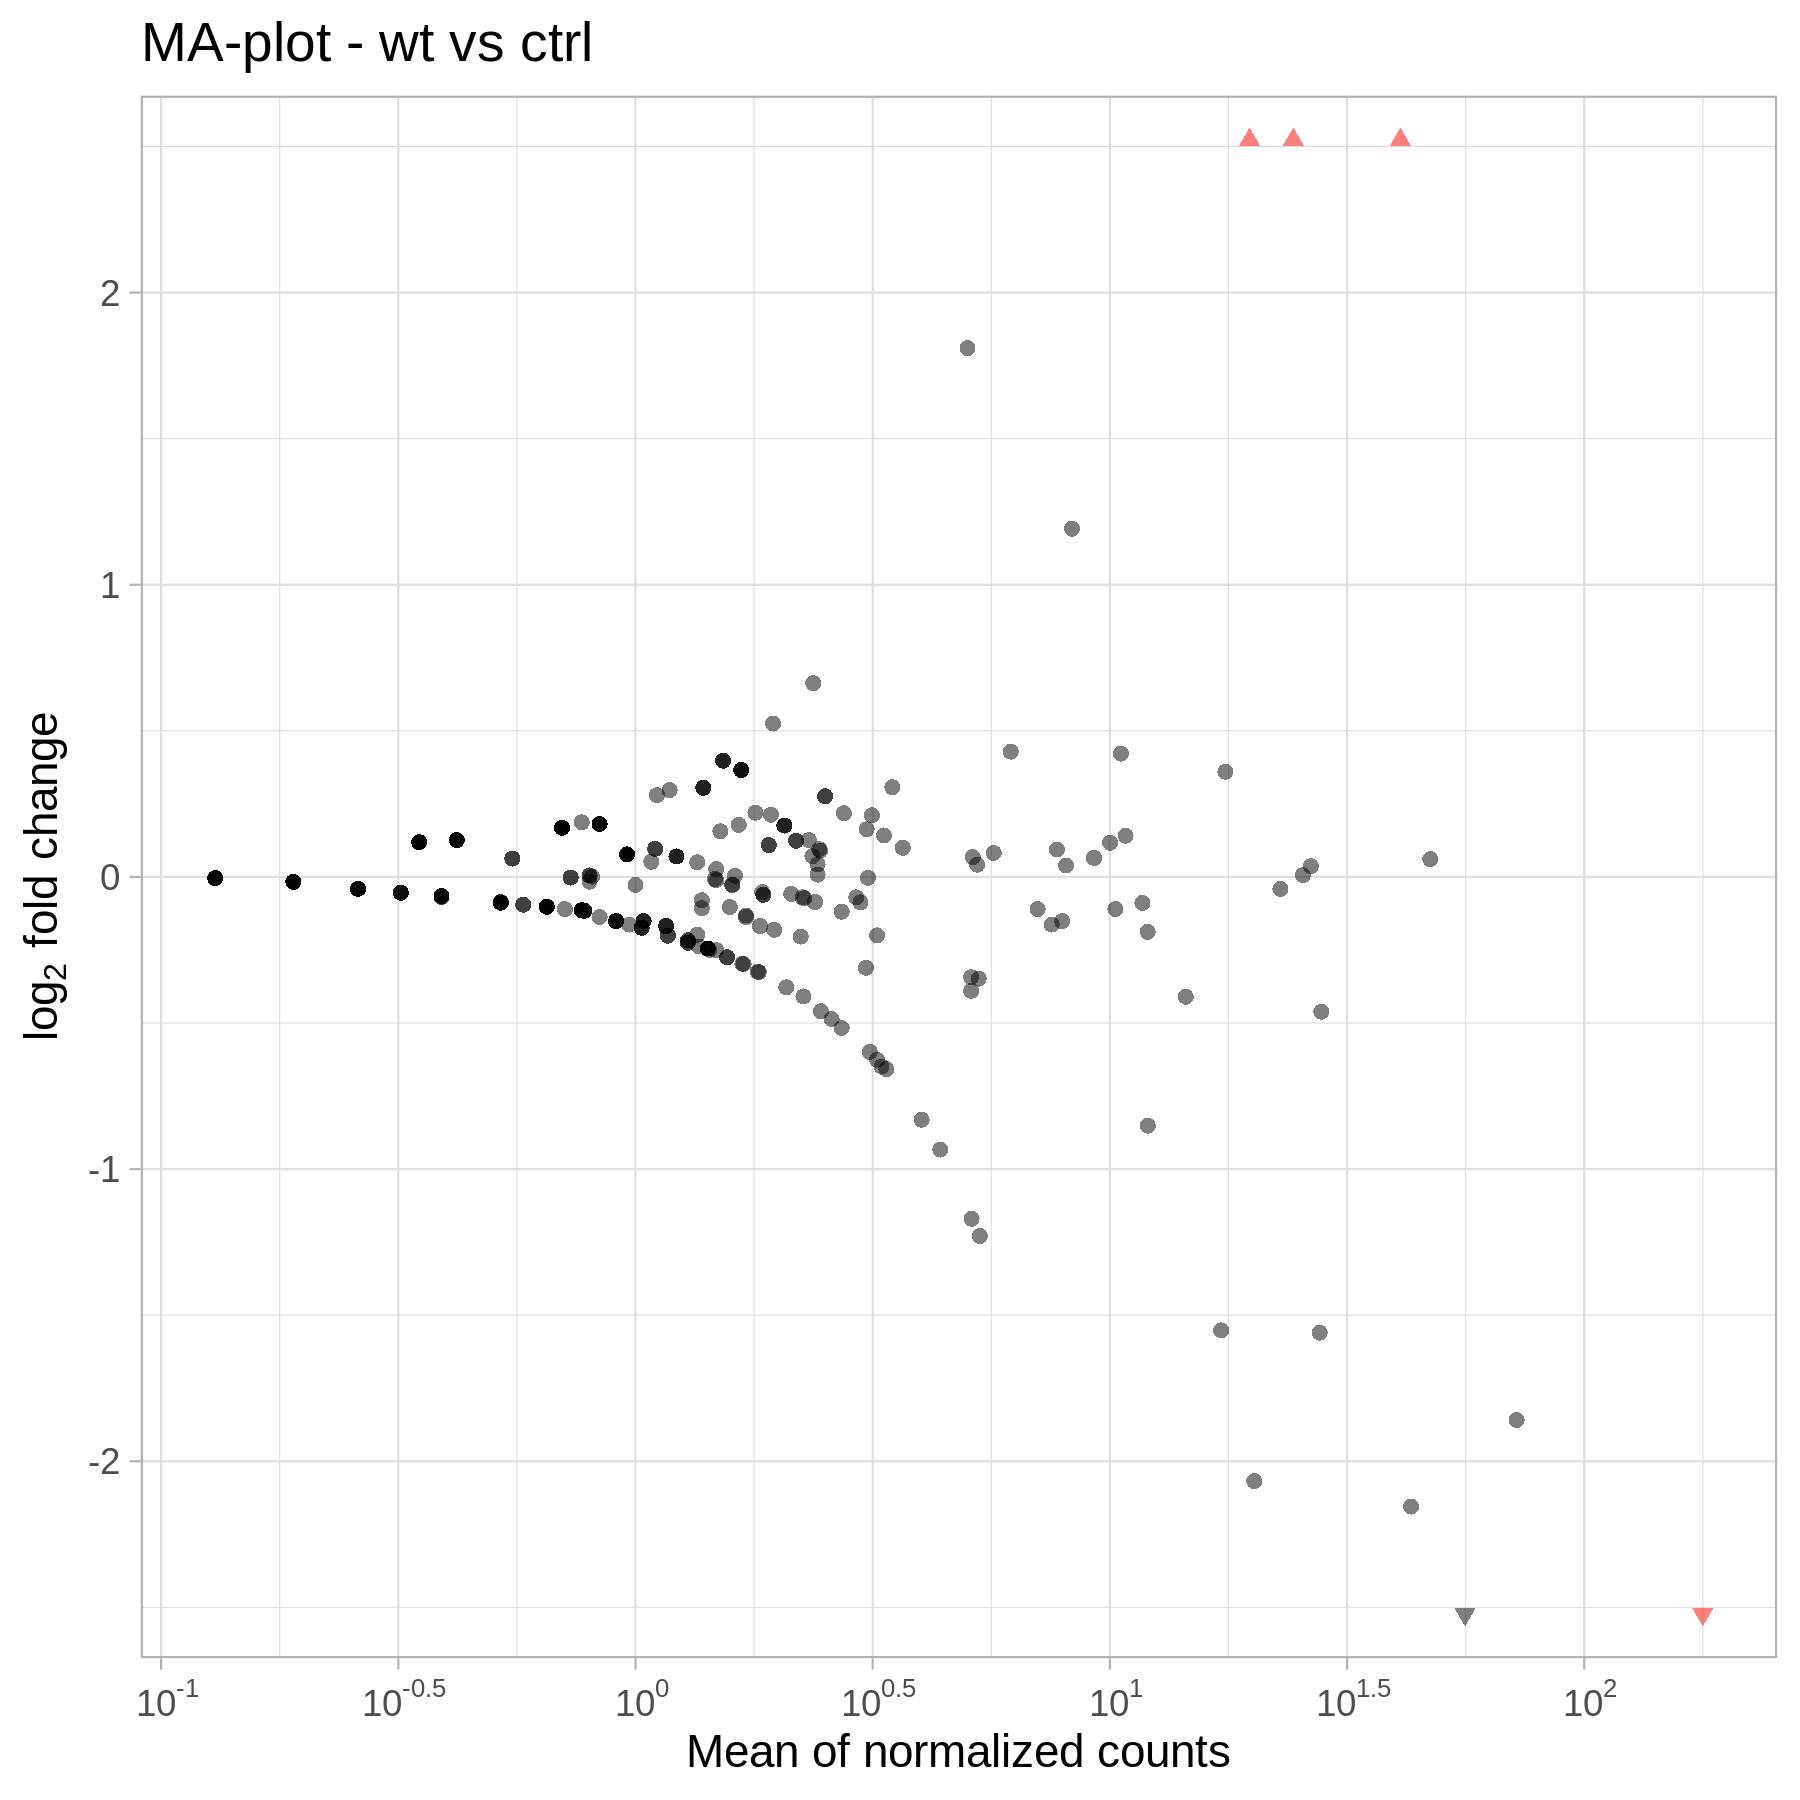 MA-plot - wt vs ctrl
log₂ fold change
2
1
0
-1
-2
10⁻¹ 10⁻⁰·⁵ 10⁰ 10⁰·⁵ 10¹ 10¹·⁵ 10²
Mean of normalized counts